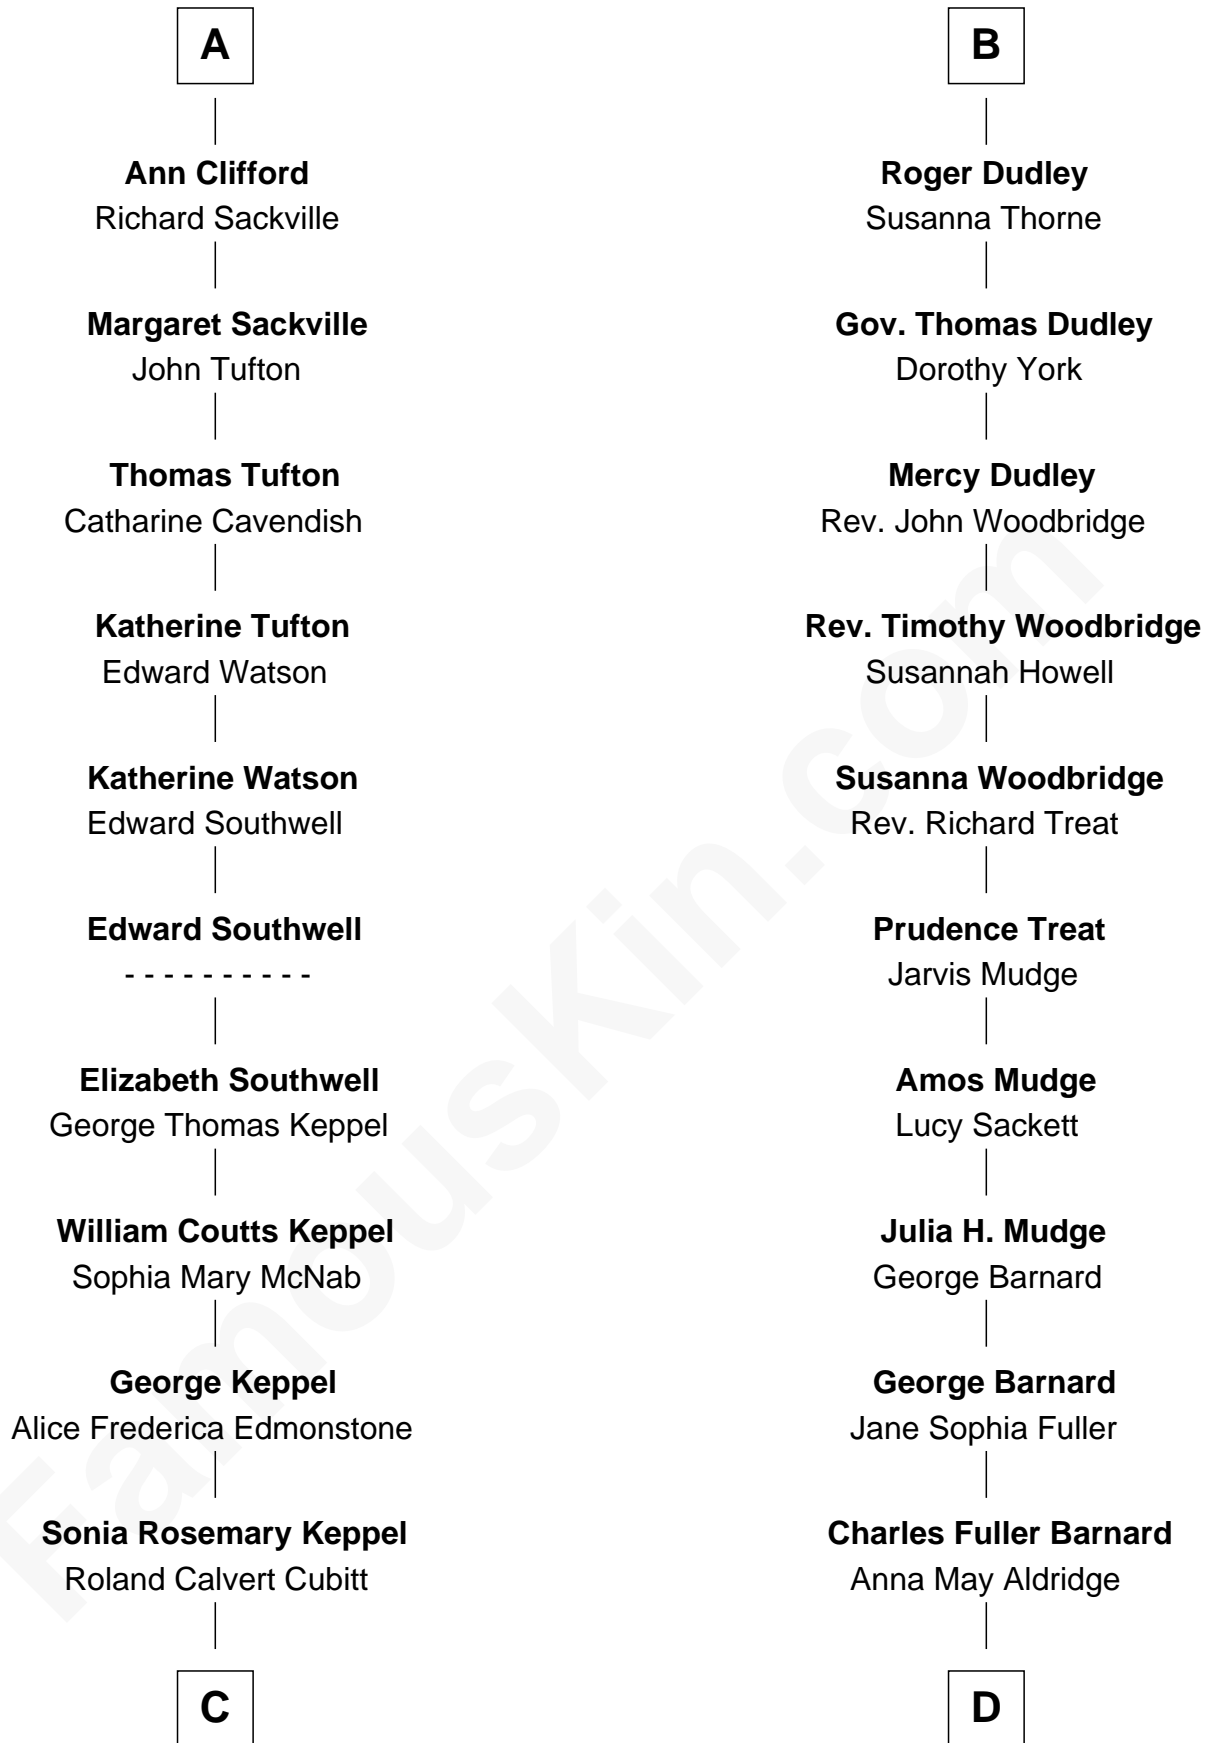 A
Ann Clifford
Richard Sackville
Margaret Sackville
John Tufton
Thomas Tufton
Catharine Cavendish
Katherine Tufton
Edward Watson
Katherine Watson
Edward Southwell
Edward Southwell
- - - - - - - - - -
Elizabeth Southwell
George Thomas Keppel
William Coutts Keppel
Sophia Mary McNab
George Keppel
Alice Frederica Edmonstone
Sonia Rosemary Keppel
Roland Calvert Cubitt
C
B
Roger Dudley
Susanna Thorne
Gov. Thomas Dudley
Dorothy York
Mercy Dudley
Rev. John Woodbridge
Rev. Timothy Woodbridge
Susannah Howell
Susanna Woodbridge
Rev. Richard Treat
Prudence Treat
Jarvis Mudge
Amos Mudge
Lucy Sackett
Julia H. Mudge
George Barnard
George Barnard
Jane Sophia Fuller
Charles Fuller Barnard
Anna May Aldridge
D
FamousKin.com